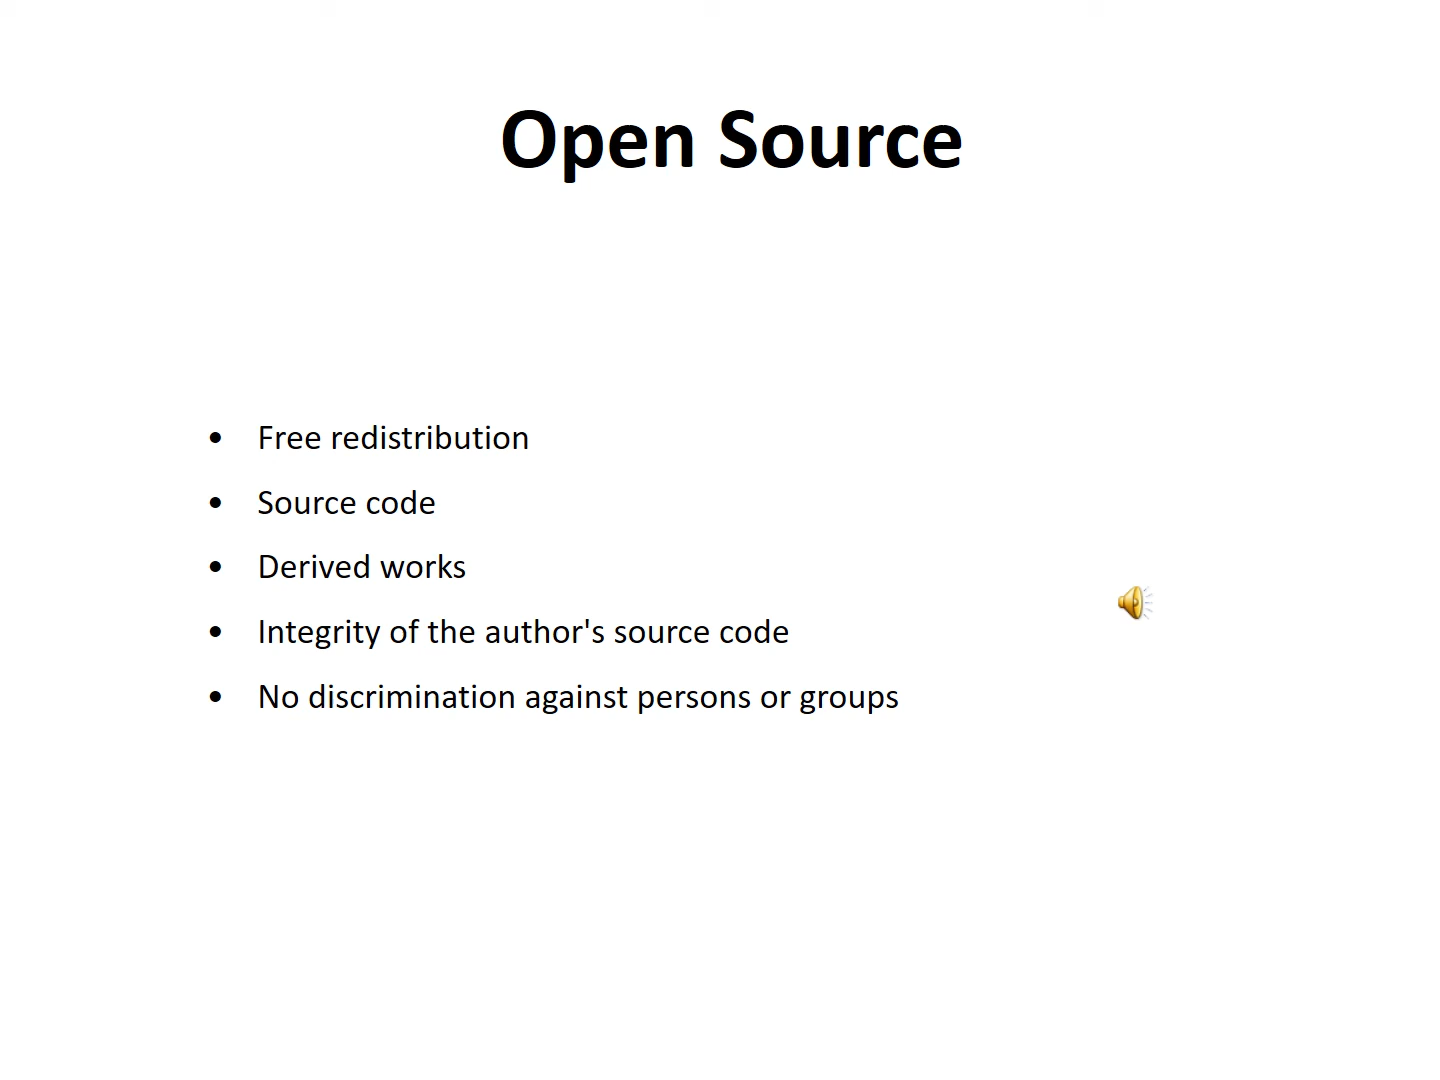 Open Source
• Free redistribution
• Source code
• Derived works
• Integrity of the author's source code
• No discrimination against persons or groups